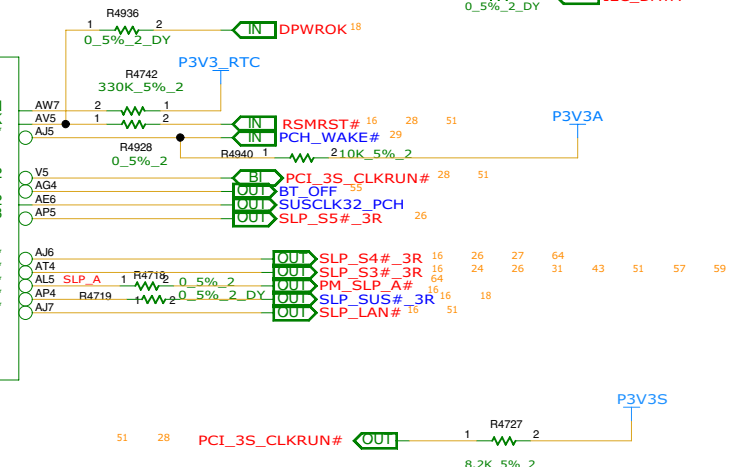 0_5%_2_DY
R4936
1 2
IN DPWROK 18
0_5%_2_DY
P3V3_RTC
R4742
330K_5%_2
AW7 2 1
P3V3A
AV5 1 2 IN RSMRST# 16 28 51
AJ5 IN PCH_WAKE# 29
R4928 R4940 1 2 10K_5%_2
0_5%_2
V5 BI PCI_3S_CLKRUN# 28 51
AG4 OUT BT_OFF 55
AE6 OUT SUSCLK32_PCH
AP5 OUT SLP_S5#_3R 26
AJ6 OUT SLP_S4#_3R 16 26 27 64
AT4 OUT SLP_S3#_3R 16 24 26 31 43 51 57 59
AL5 SLP_A 1 R4718 2 0_5%_2 OUT PM_SLP_A# 64
AP4 R4719 1 2 0_5%_2_DY OUT SLP_SUS#_3R 16 16 18
AJ7 OUT SLP_LAN# 16 51
P3V3S
R4727
51 28 PCI_3S_CLKRUN# OUT 1 2
8.2K_5%_2